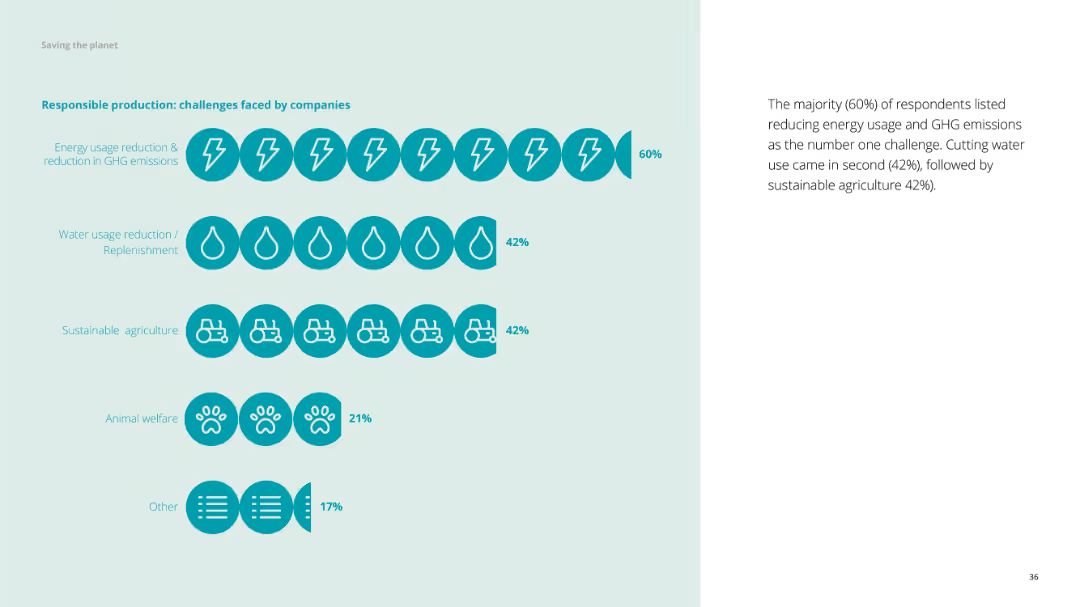 Saving the planet
Responsible production: challenges faced by companies
Energy usage reduction &
reduction in GHG emissions
60%
Water usage reduction /
Replenishment
42%
Sustainable agriculture
42%
Animal welfare
21%
Other
17%
The majority (60%) of respondents listed
reducing energy usage and GHG emissions
as the number one challenge. Cutting water
use came in second (42%), followed by
sustainable agriculture 42%).
36